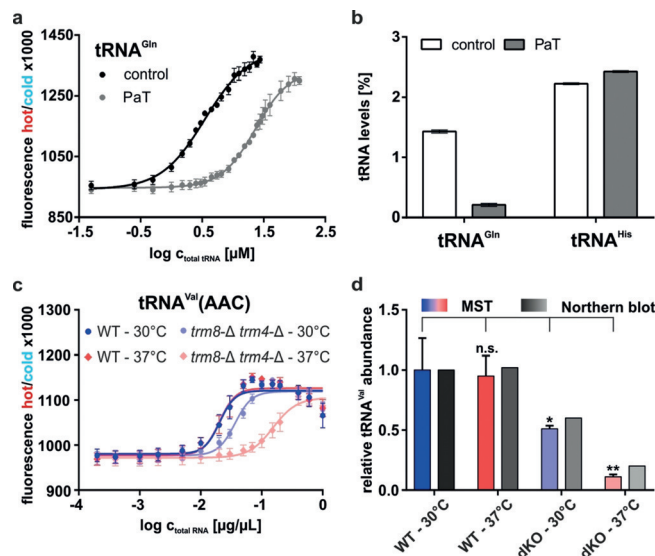 a
tRNA^Gln
control
PaT
fluorescence hot/cold x1000
1350
1250
1150
1050
950
850
-1.5 -0.5 0.5 1.5 2.5
log c_total tRNA [µM]
b
control PaT
tRNA levels [%]
3
2
1
0
tRNA^Gln tRNA^His
c
tRNA^Val(AAC)
WT - 30°C trm8-Δ trm4-Δ - 30°C
WT - 37°C trm8-Δ trm4-Δ - 37°C
fluorescence hot/cold x1000
1300
1200
1100
1000
900
-4 -3 -2 -1 0
log c_total RNA [µg/µL]
d
MST Northern blot
n.s.
*
**
relative tRNA^Val abundance
1.5
1.0
0.5
0.0
WT - 30°C
WT - 37°C
dKO - 30°C
dKO - 37°C